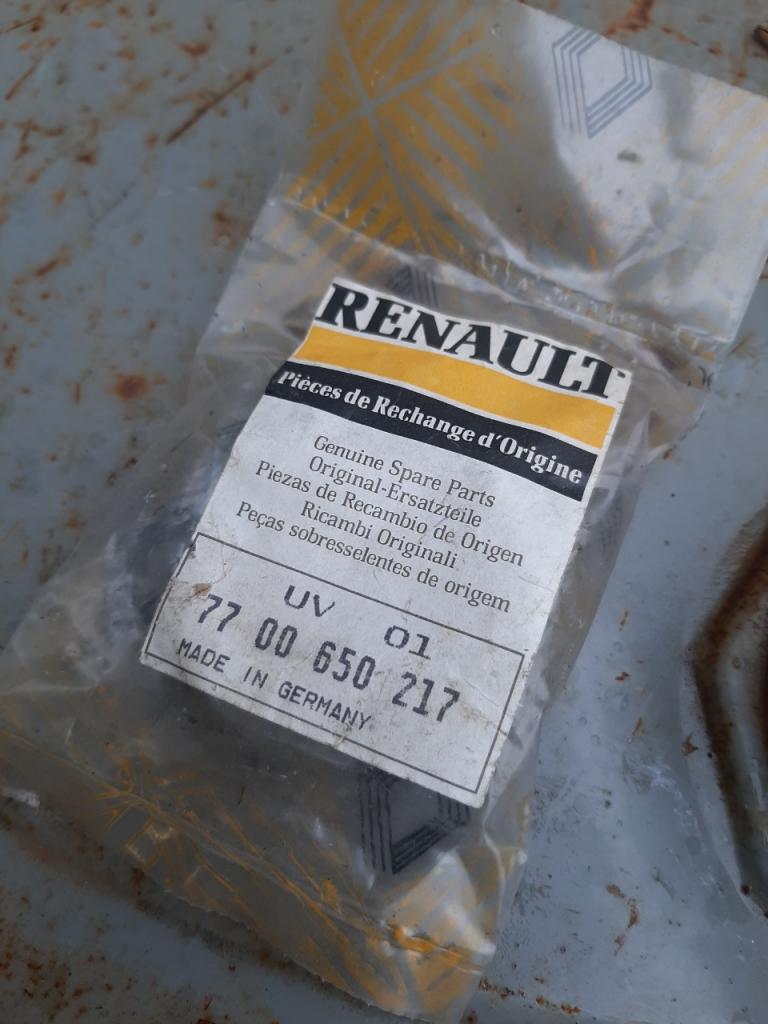 RENAULT
Pièces de Rechange d'Origine
Genuine Spare Parts
Original-Ersatzteile
Piezas de Recambio de Origen
Ricambi Originali
Peças sobresselentes de origem
UV 01
77 00 650 217
MADE IN GERMANY